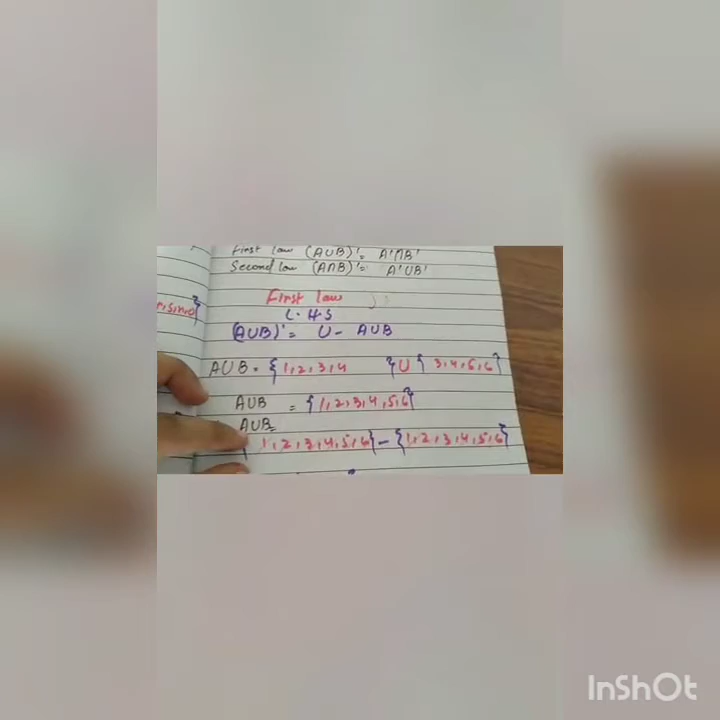 First law (AUB)'= A'∩B'
Second law (A∩B)'= A'UB'
First law
L.H.S
(AUB)'= U- AUB
AUB = {1,2,3,4 }U{ 3,4,5,6}
AUB = {1,2,3,4,5,6}
AUB=
1,2,3,4,5,6}-{1,2,3,4,5,6}
InShOt